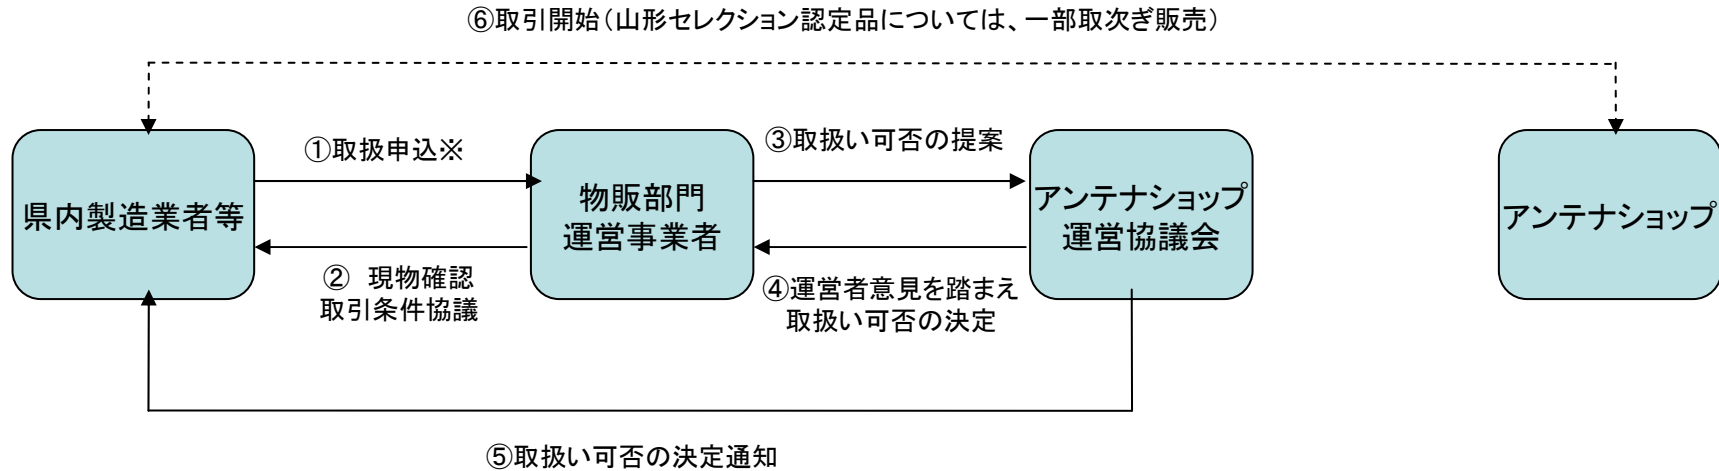 ⑥取引開始(山形セレクション認定品については、一部取次ぎ販売)
①取扱申込※
③取扱い可否の提案
県内製造業者等
物販部門
運営事業者
アンテナショップ
運営協議会
アンテナショップ
② 現物確認
取引条件協議
④運営者意見を踏まえ
取扱い可否の決定
⑤取扱い可否の決定通知